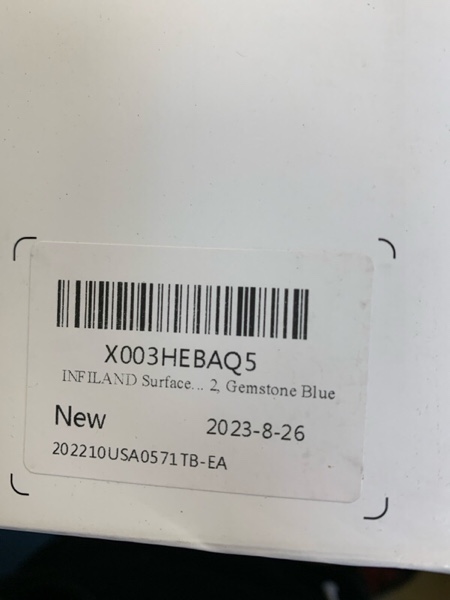 X003HEBAQ5
INFILAND Surface... 2, Gemstone Blue
New 2023-8-26
202210USA0571TB-EA